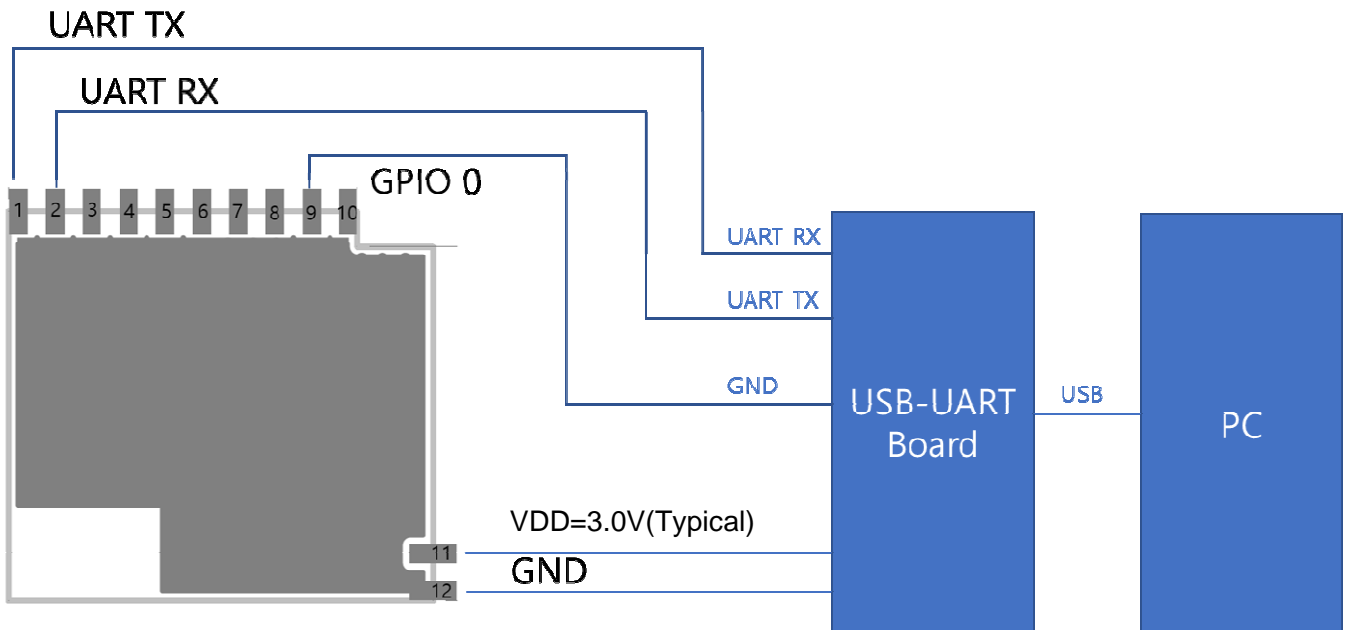 UART TX
UART RX
GPIO 0
1 2 3 4 5 6 7 8 9 10
UART RX
UART TX
GND
USB-UART
Board
USB
PC
VDD=3.0V(Typical)
11
GND
12